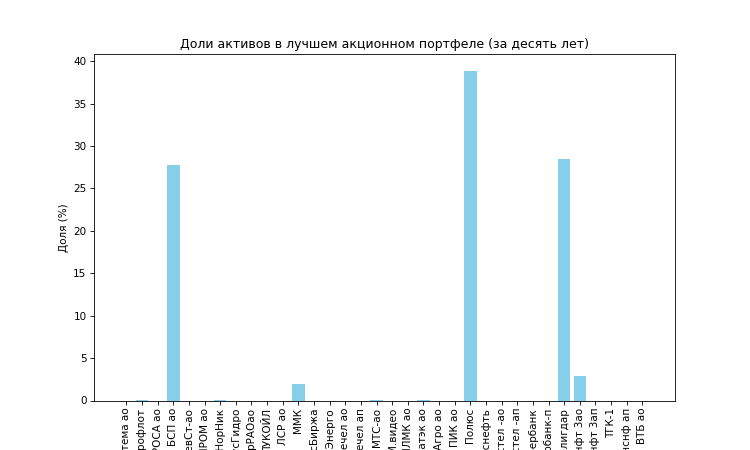 Доли активов в лучшем акционном портфеле (за десять лет)
Доля (%)
40
35
30
25
20
15
10
5
0
тема ао
рофлот
РОСА ао
БСП ао
евСт-ао
ПРОМ ао
НорНик
сГидро
рРАОао
ЛУКОЙЛ
ЛСР ао
ММК
сБиржа
Энерго
ечел ао
ечел ап
МТС-ао
М.видео
ЛМК ао
атэк ао
Агро ао
ПИК ао
Полюс
снефть
стел -ао
стел -ап
ербанк
рбанк-п
лигдар
нфт 3ао
нфт 3ап
ТГК-1
нснф ап
ВТБ ао